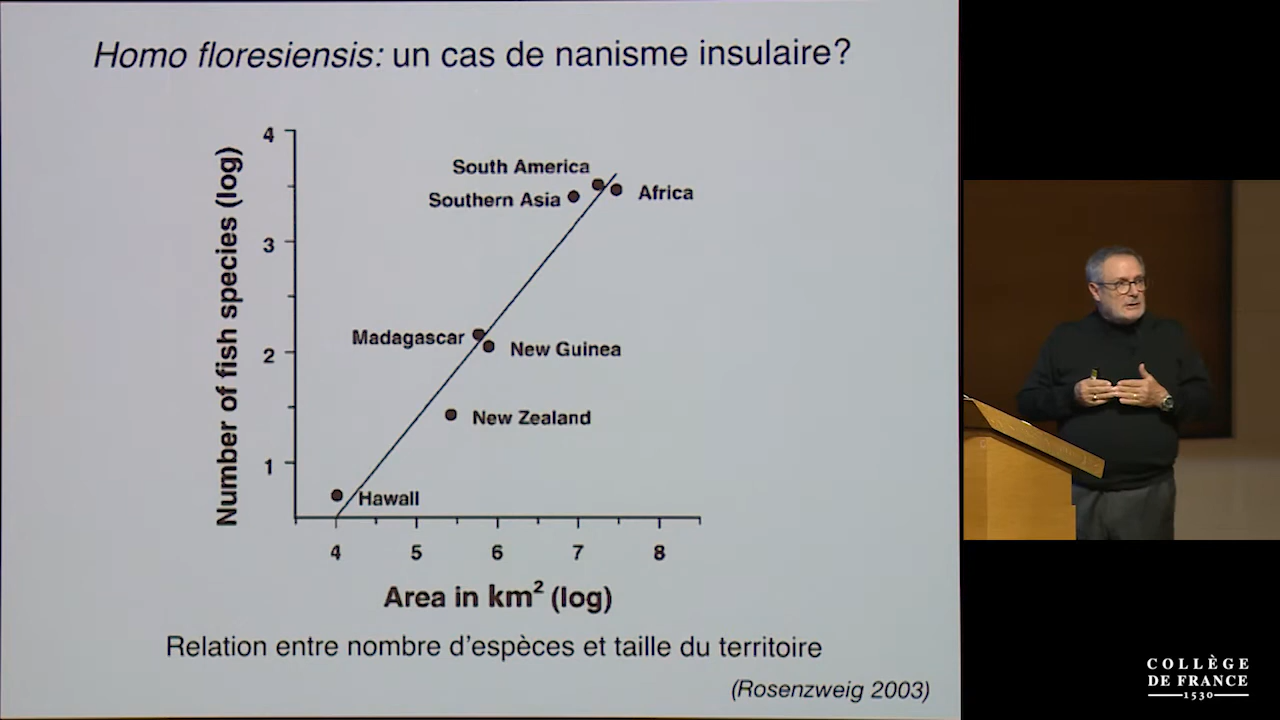 Homo floresiensis: un cas de nanisme insulaire?
4
3
2
1
Number of fish species (log)
South America
Southern Asia
Africa
Madagascar
New Guinea
New Zealand
Hawall
4 5 6 7 8
Area in km² (log)
Relation entre nombre d'espèces et taille du territoire
(Rosenzweig 2003)
COLLÈGE
DE FRANCE
1530